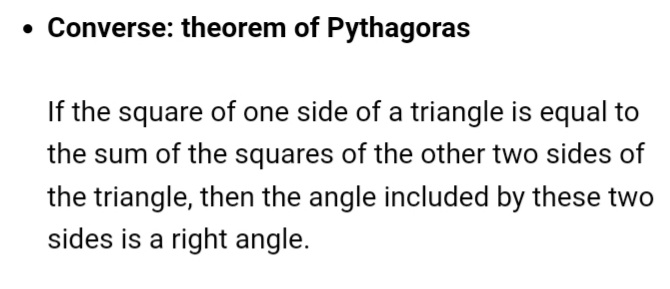 • Converse: theorem of Pythagoras
If the square of one side of a triangle is equal to
the sum of the squares of the other two sides of
the triangle, then the angle included by these two
sides is a right angle.